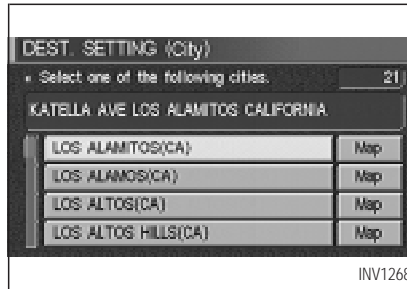 DEST. SETTING (City)
Select one of the following cities. 21
KATELLA AVE LOS ALAMITOS CALIFORNIA
LOS ALAMITOS(CA) Map
LOS ALAMOS(CA) Map
LOS ALTOS(CA) Map
LOS ALTOS HILLS(CA) Map
INV1268